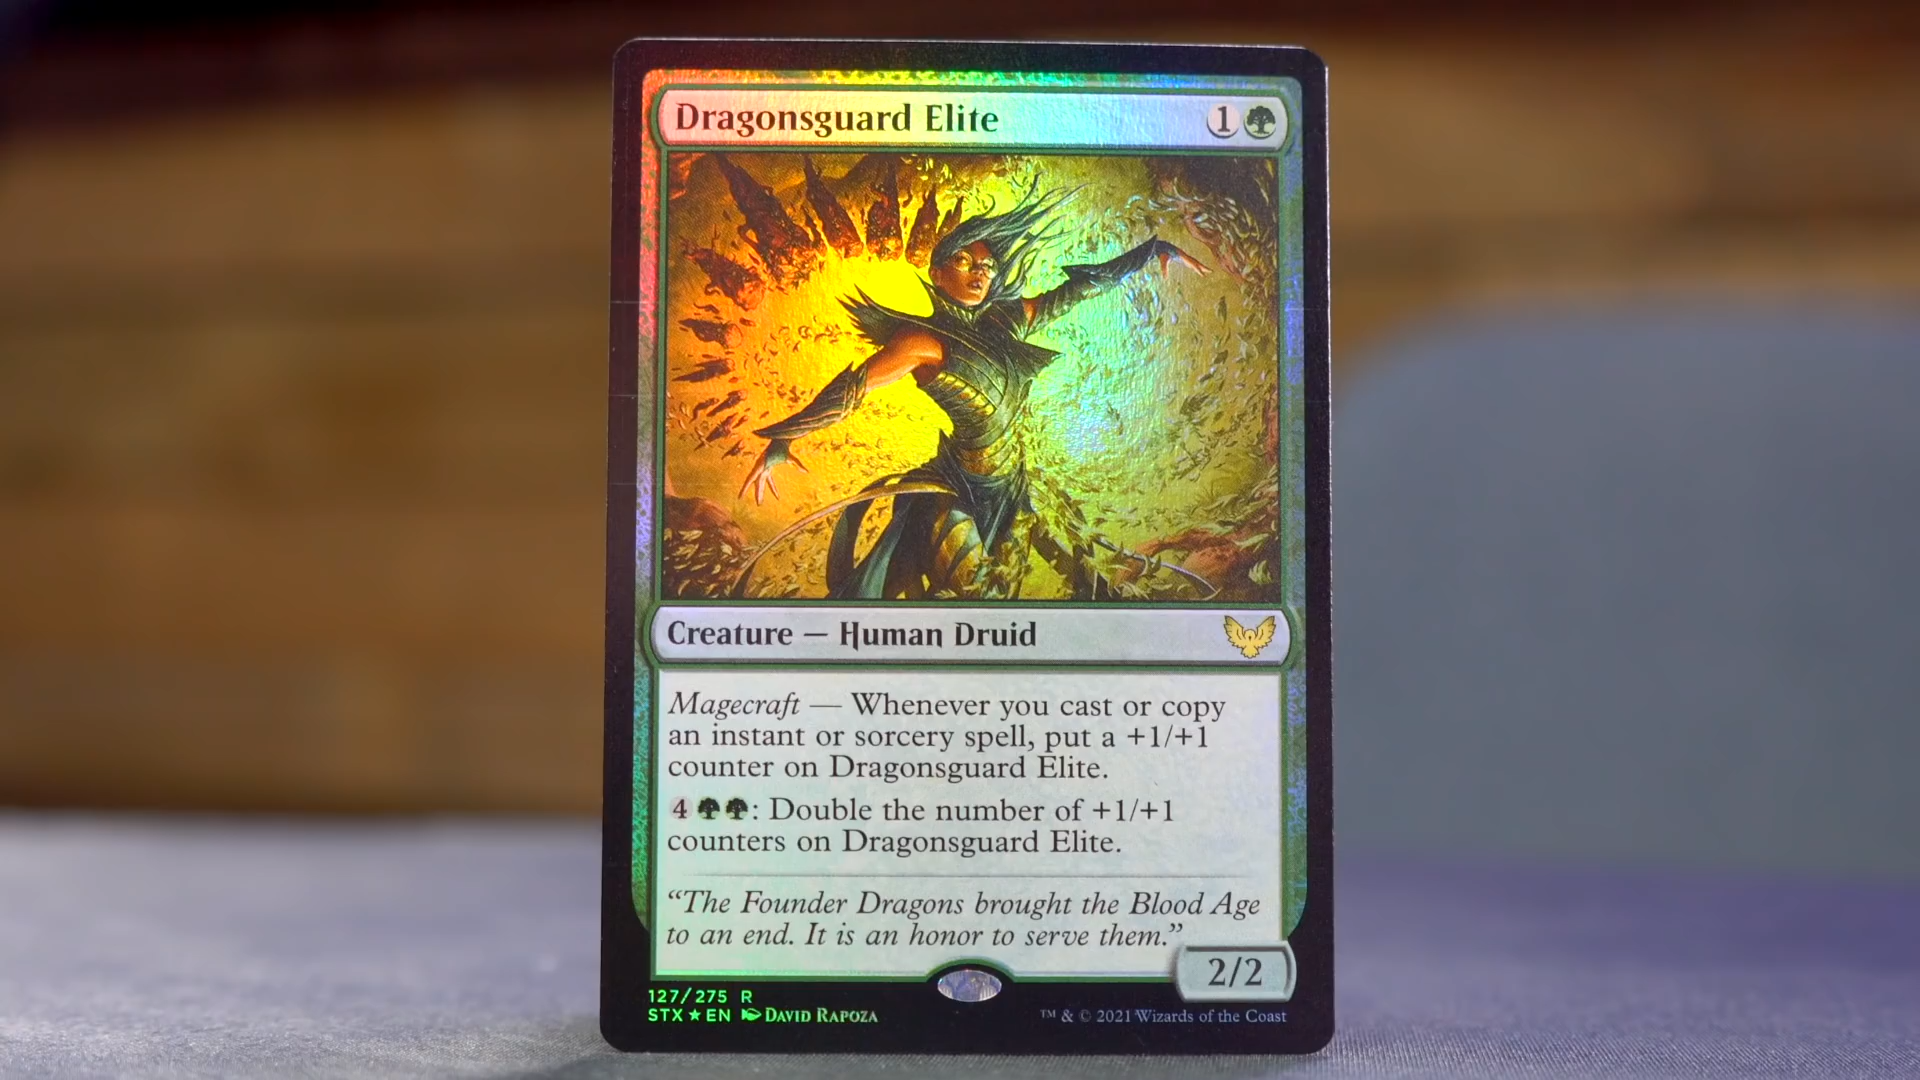 Dragonsguard Elite 1
Creature — Human Druid
Magecraft — Whenever you cast or copy
an instant or sorcery spell, put a +1/+1
counter on Dragonsguard Elite.
4: Double the number of +1/+1
counters on Dragonsguard Elite.
“The Founder Dragons brought the Blood Age
to an end. It is an honor to serve them.”
2/2
127/275 R
STX★EN DAVID RAPOZA
™ & © 2021 Wizards of the Coast